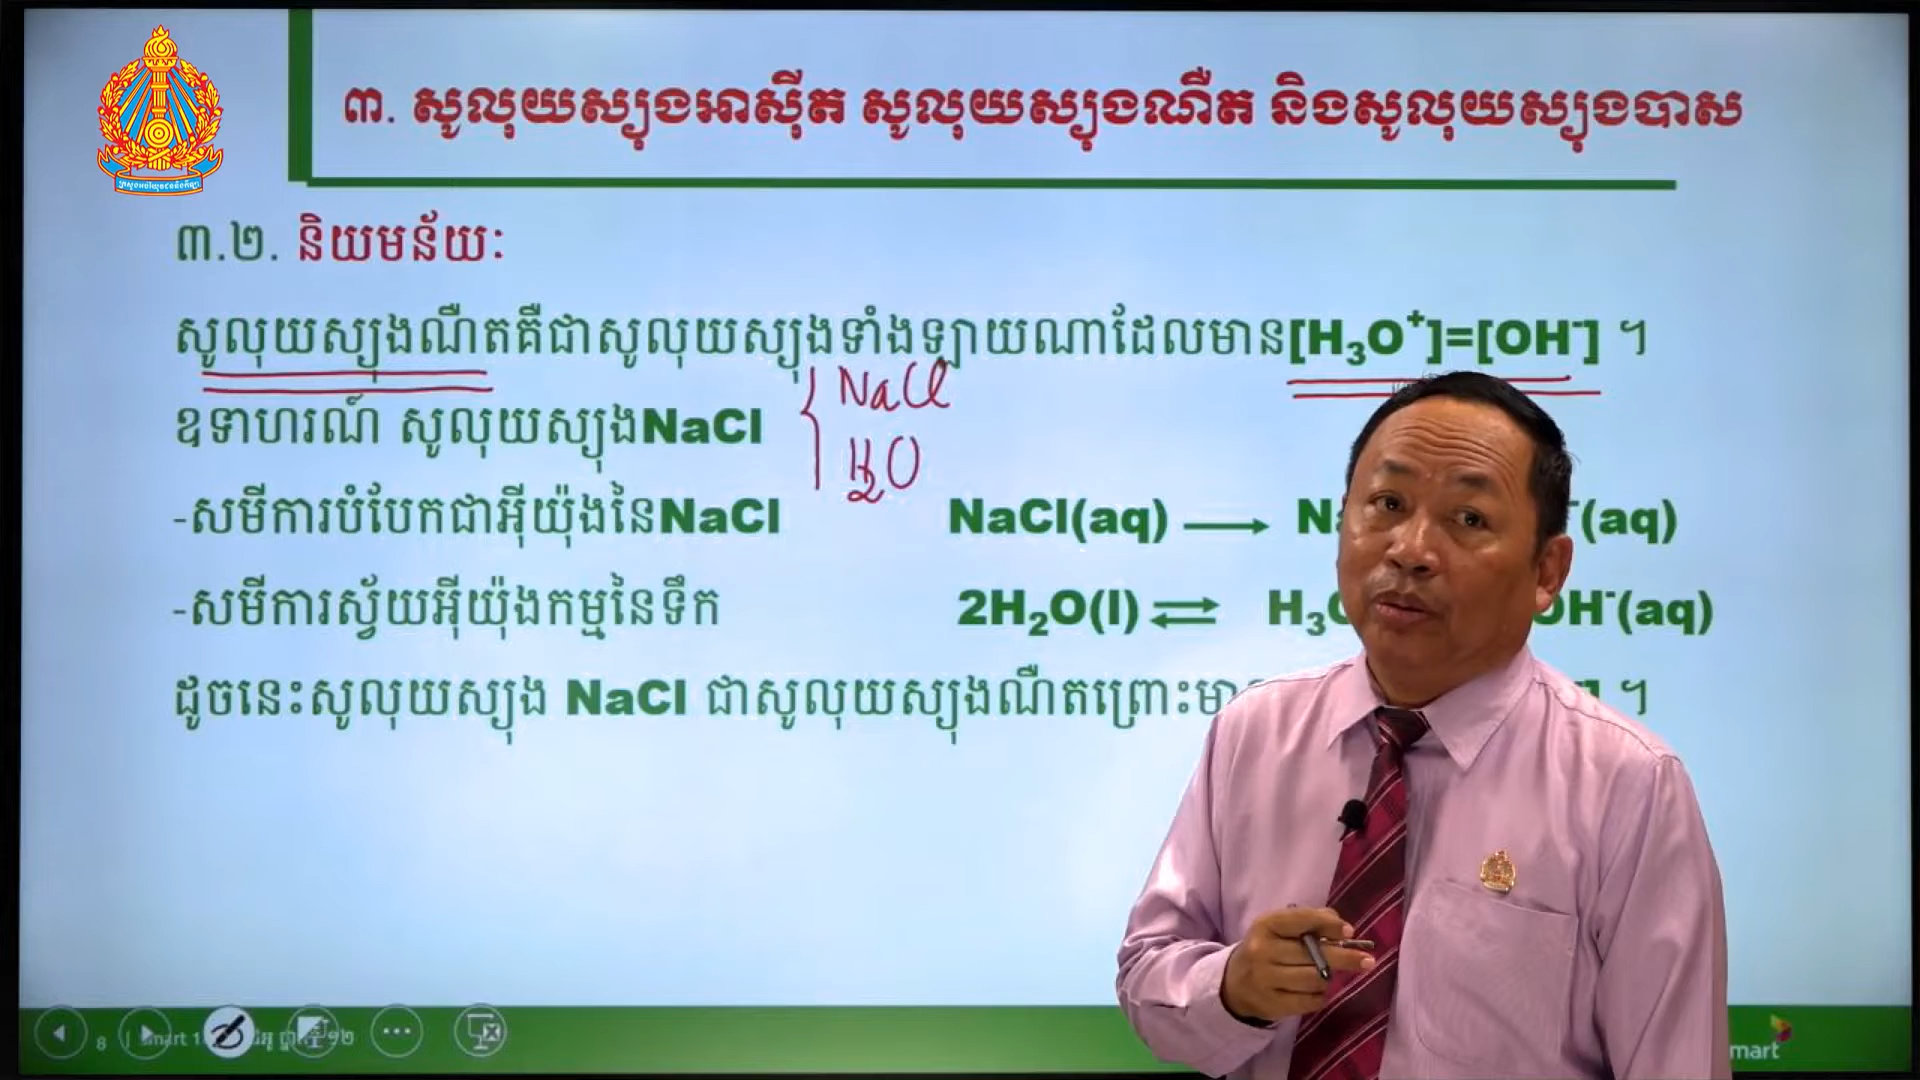 ៣. សូលុយស្យុងអាស៊ីត សូលុយស្យុងណឺត និងសូលុយស្យុងបាស
៣.២. និយមន័យៈ
សូលុយស្យុងណឺតគឺជាសូលុយស្យុងទាំងឡាយណាដែលមាន[H₃O⁺]=[OH⁻] ។
NaCl
ឧទាហរណ៍ សូលុយស្យុងNaCl
H₂O
-សមីការបំបែកជាអ៊ីយ៉ុងនៃNaCl NaCl(aq) ⟶ N ⁻(aq)
-សមីការស្វ័យអ៊ីយ៉ុងកម្មនៃទឹក 2H₂O(l) ⇌ H₃ OH⁻(aq)
ដូចនេះសូលុយស្យុង NaCl ជាសូលុយស្យុងណឺតព្រោះមា ] ។
8 | Smart ១២
mart